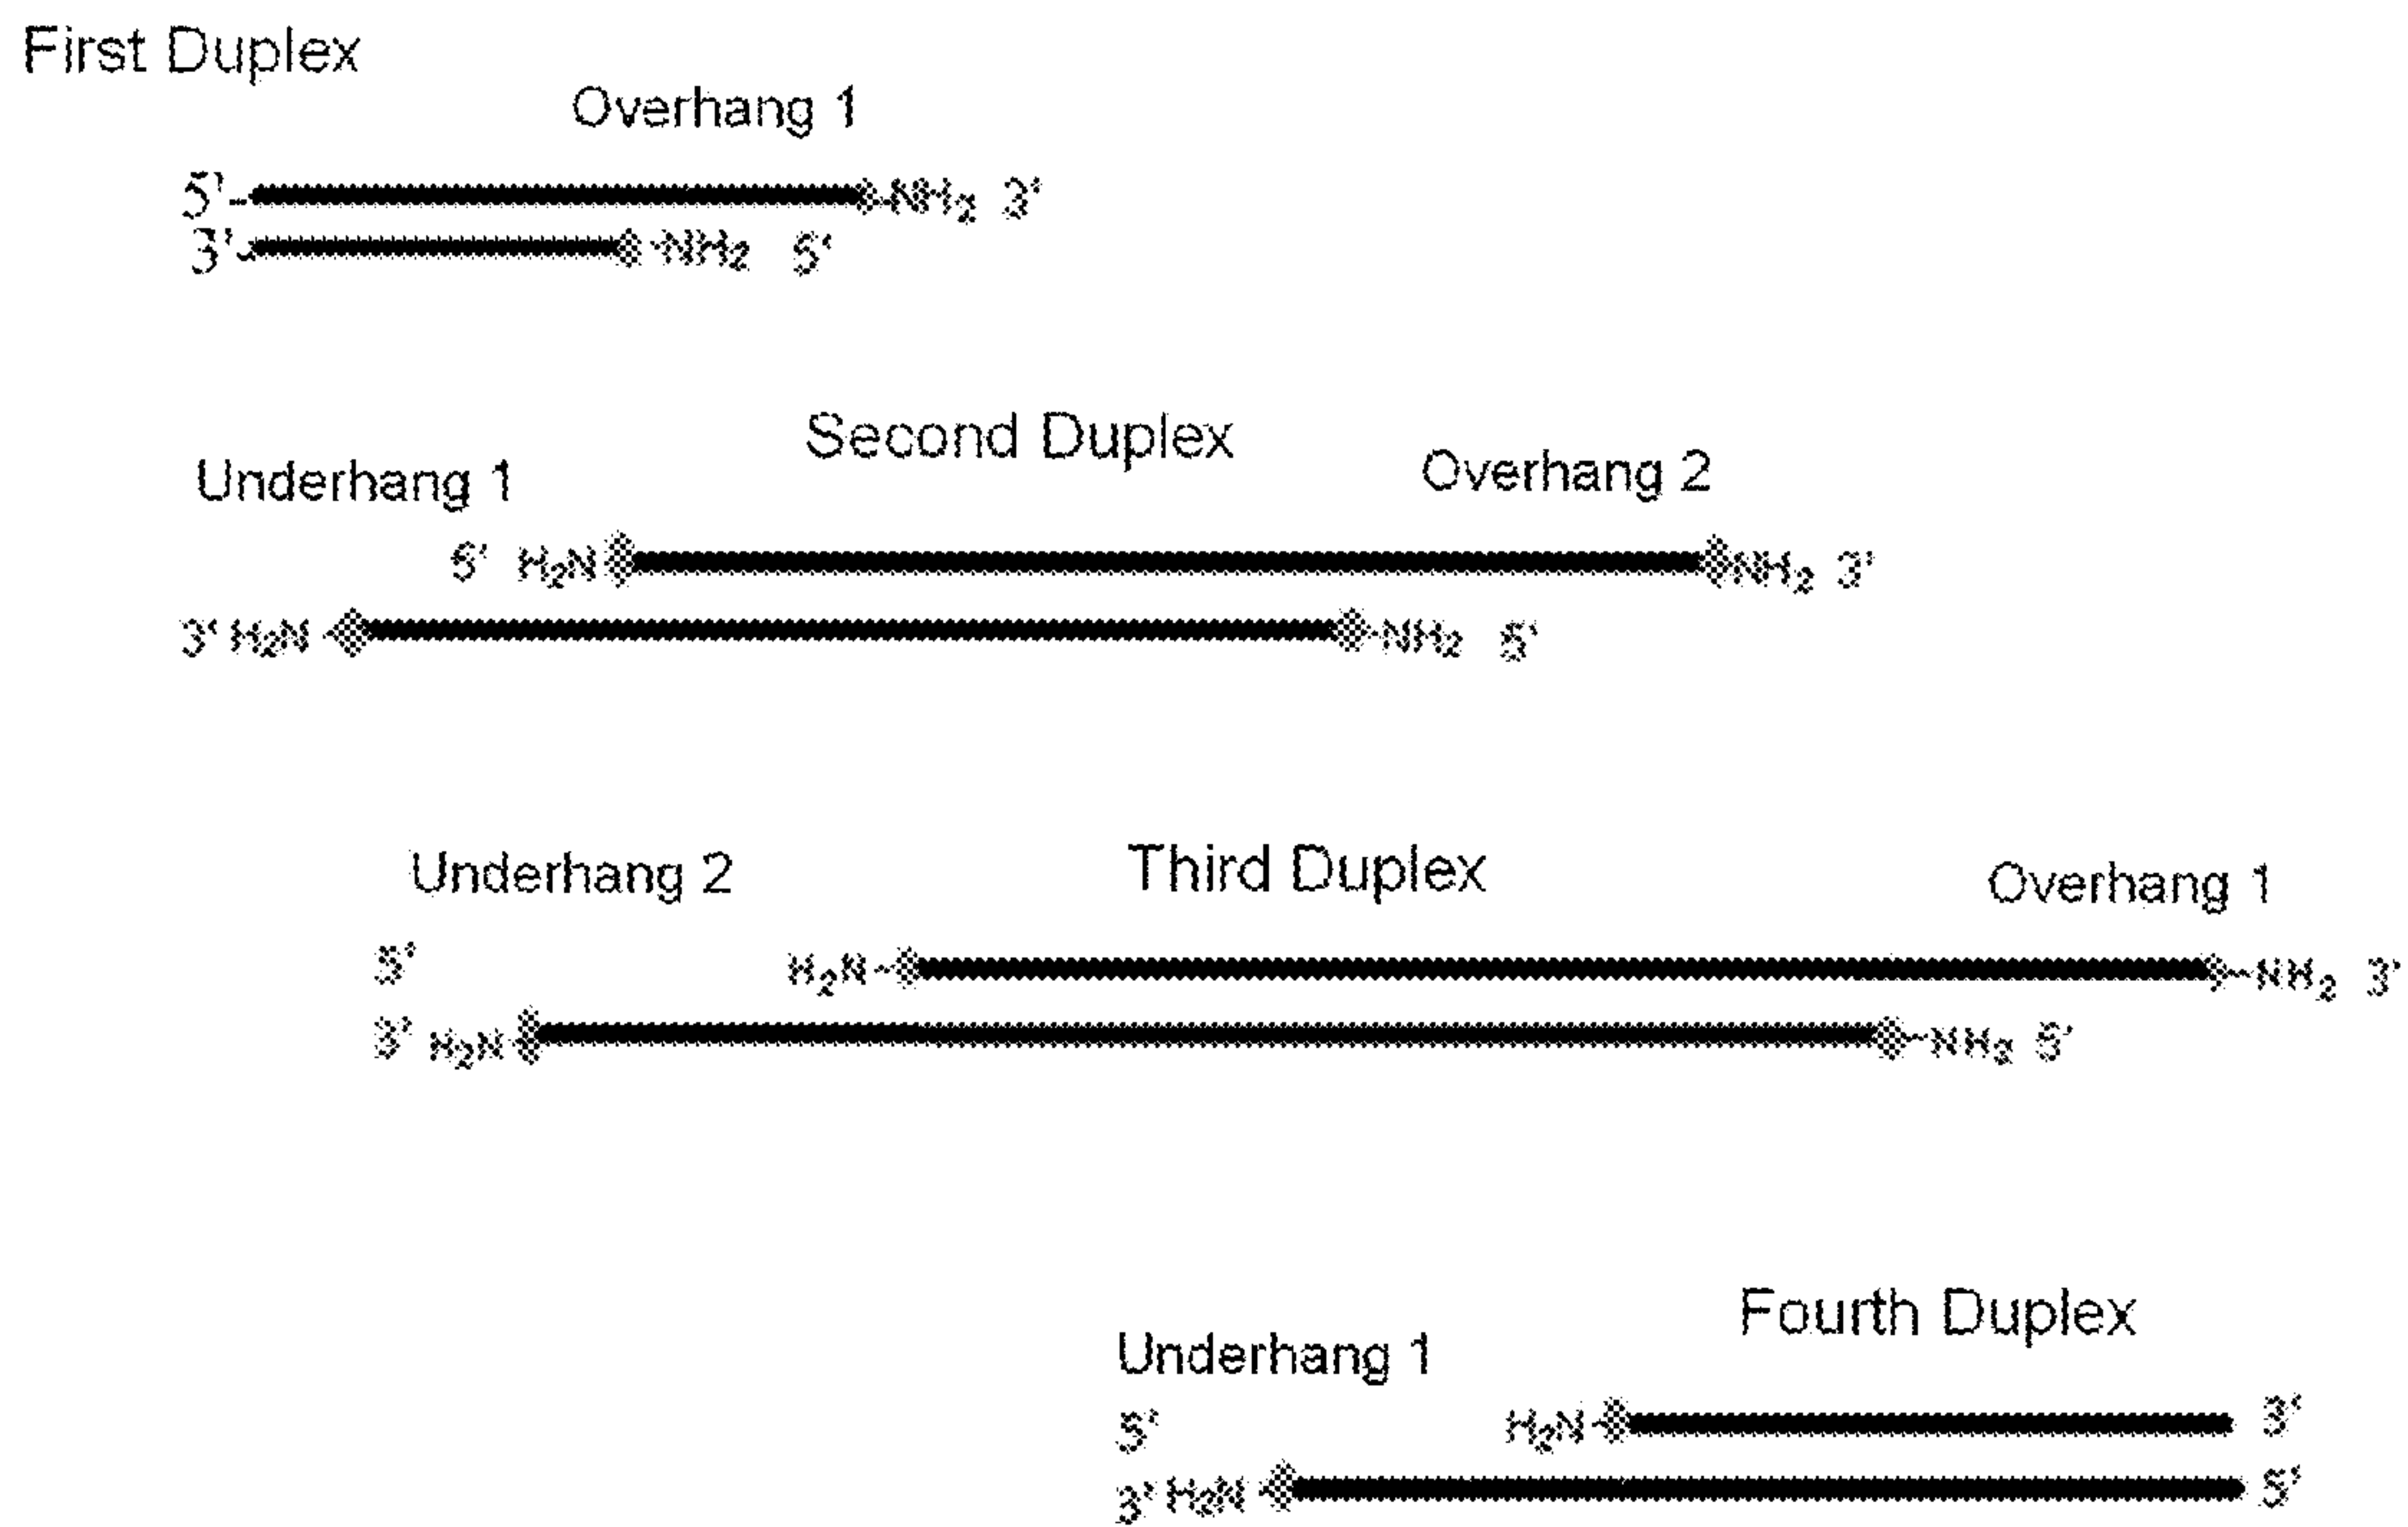 First Duplex
Overhang 1
5' NH2 3'
3' NH2 5'
Second Duplex
Underhang 1
Overhang 2
5' H2N NH2 3'
3' H2N NH2 5'
Underhang 2
Third Duplex
Overhang 1
5' H2N NH2 3'
3' H2N NH2 5'
Fourth Duplex
Underhang 1
5' H2N 3'
3' H2N 5'